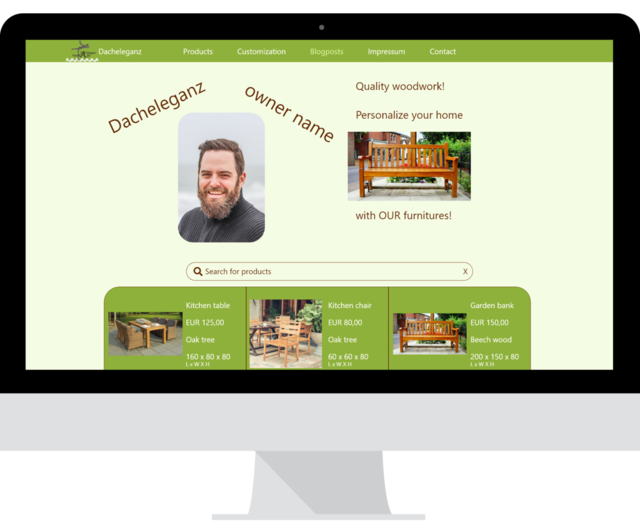 Dacheleganz
Products
Customization
Blogposts
Impressum
Contact
Dacheleganz
owner name
Quality woodwork!
Personalize your home
with OUR furnitures!
Search for products
X
Kitchen table
EUR 125,00
Oak tree
160 x 80 x 80
L x W X H
Kitchen chair
EUR 80,00
Oak tree
60 x 60 x 80
L x W X H
Garden bank
EUR 150,00
Beech wood
200 x 150 x 80
L x W X H